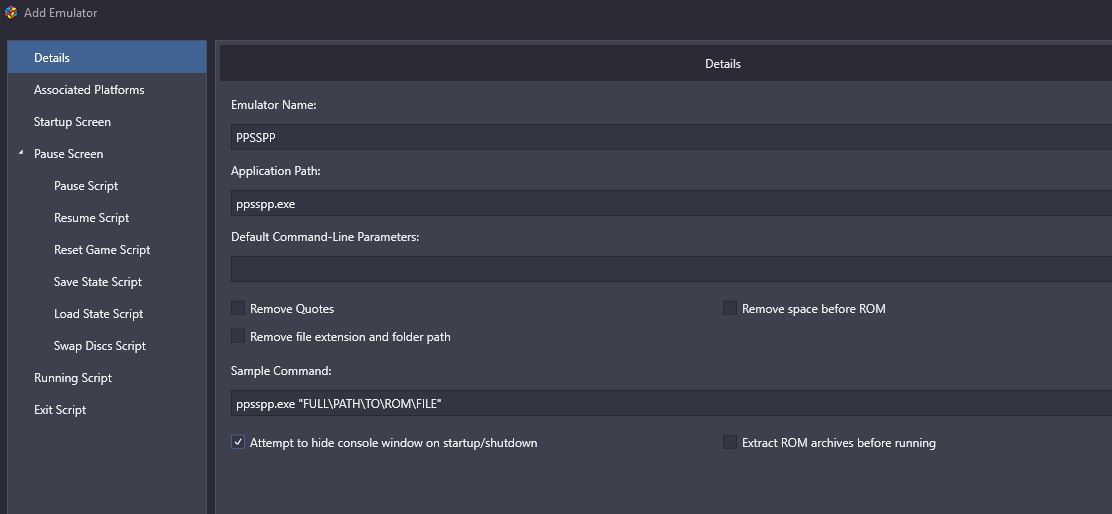 Add Emulator
Details
Associated Platforms
Startup Screen
Pause Screen
Pause Script
Resume Script
Reset Game Script
Save State Script
Load State Script
Swap Discs Script
Running Script
Exit Script
Details
Emulator Name:
PPSSPP
Application Path:
ppsspp.exe
Default Command-Line Parameters:
Remove Quotes
Remove space before ROM
Remove file extension and folder path
Sample Command:
ppsspp.exe "FULL\PATH\TO\ROM\FILE"
Attempt to hide console window on startup/shutdown
Extract ROM archives before running